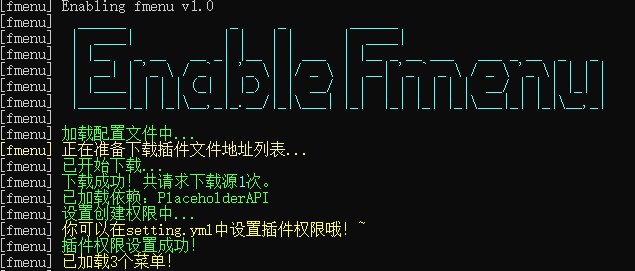 [fmenu] Enabling fmenu v1.0
[fmenu]
[fmenu]
[fmenu] Enable Fmenu
[fmenu]
[fmenu]
[fmenu]
[fmenu]
[fmenu] 加载配置文件中...
[fmenu] 正在准备下载插件文件地址列表...
[fmenu] 已开始下载...
[fmenu] 下载成功! 共请求下载源1次。
[fmenu] 已加载依赖: PlaceholderAPI
[fmenu] 设置创建权限中...
[fmenu] 你可以在setting.yml中设置插件权限哦! ~
[fmenu] 插件权限设置成功!
[fmenu] 已加载3个菜单!